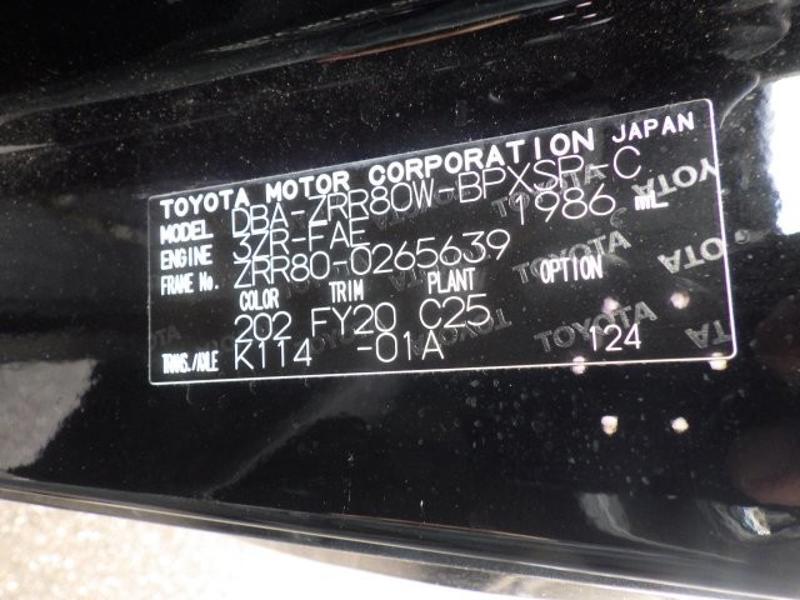 TOYOTA MOTOR CORPORATION JAPAN
MODEL DBA-ZRR80W-BPXSP-C
ENGINE 3ZR-FAE 1986 mL
FRAME No. ZRR80-0265639
COLOR TRIM PLANT OPTION
202 FY20 C25
TRANS./AXLE K114 -01A 124